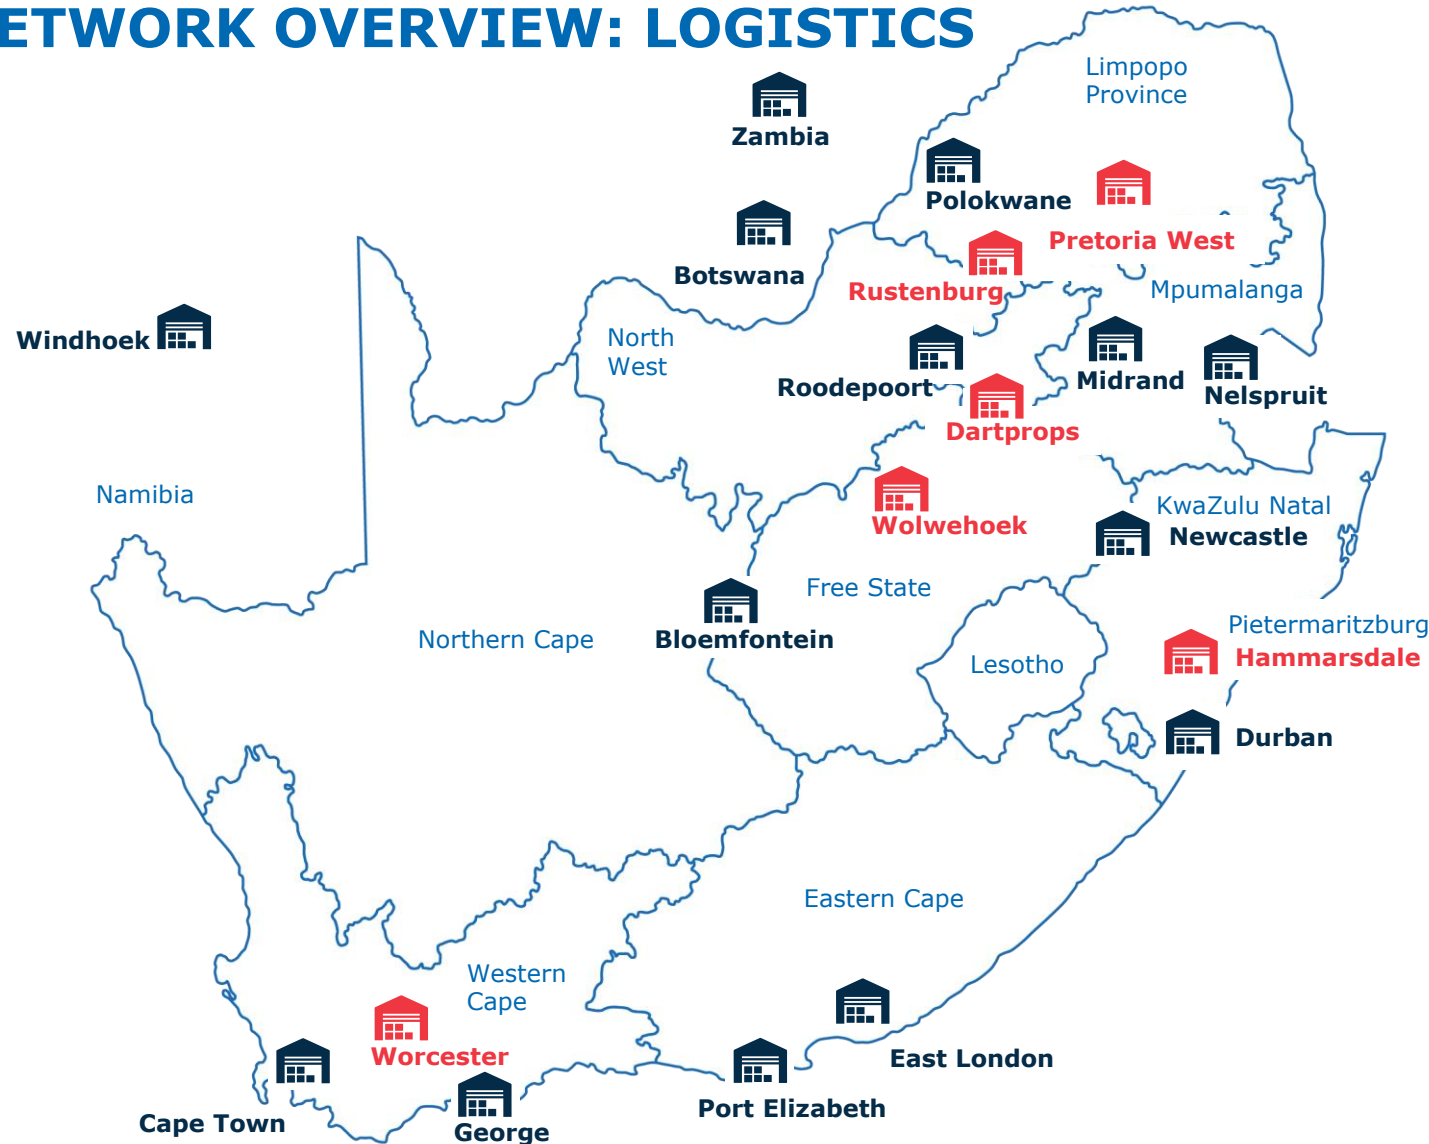 ETWORK OVERVIEW: LOGISTICS
Limpopo
Province
Zambia
Polokwane
Pretoria West
Botswana
Rustenburg
Mpumalanga
Windhoek
North
West
Roodepoort
Midrand
Nelspruit
Dartprops
Namibia
KwaZulu Natal
Wolwehoek
Newcastle
Free State
Northern Cape
Bloemfontein
Pietermaritzburg
Lesotho
Hammarsdale
Durban
Eastern Cape
Western
Cape
Worcester
East London
Cape Town
Port Elizabeth
George